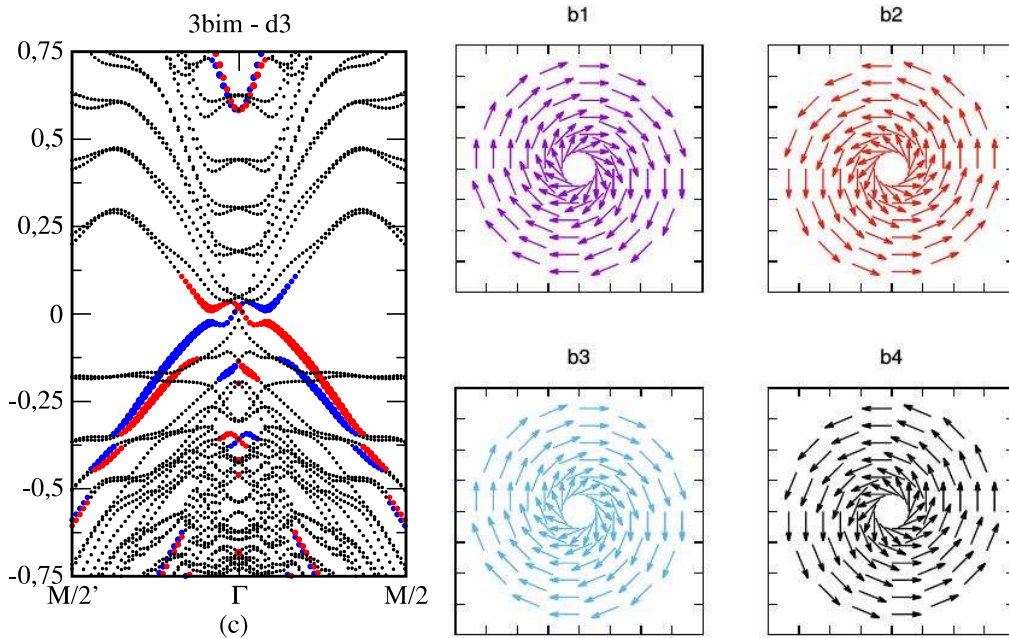 3bim - d3
0,75
0,5
0,25
0
-0,25
-0,5
-0,75
M/2' Γ M/2
(c)
b1
b2
b3
b4